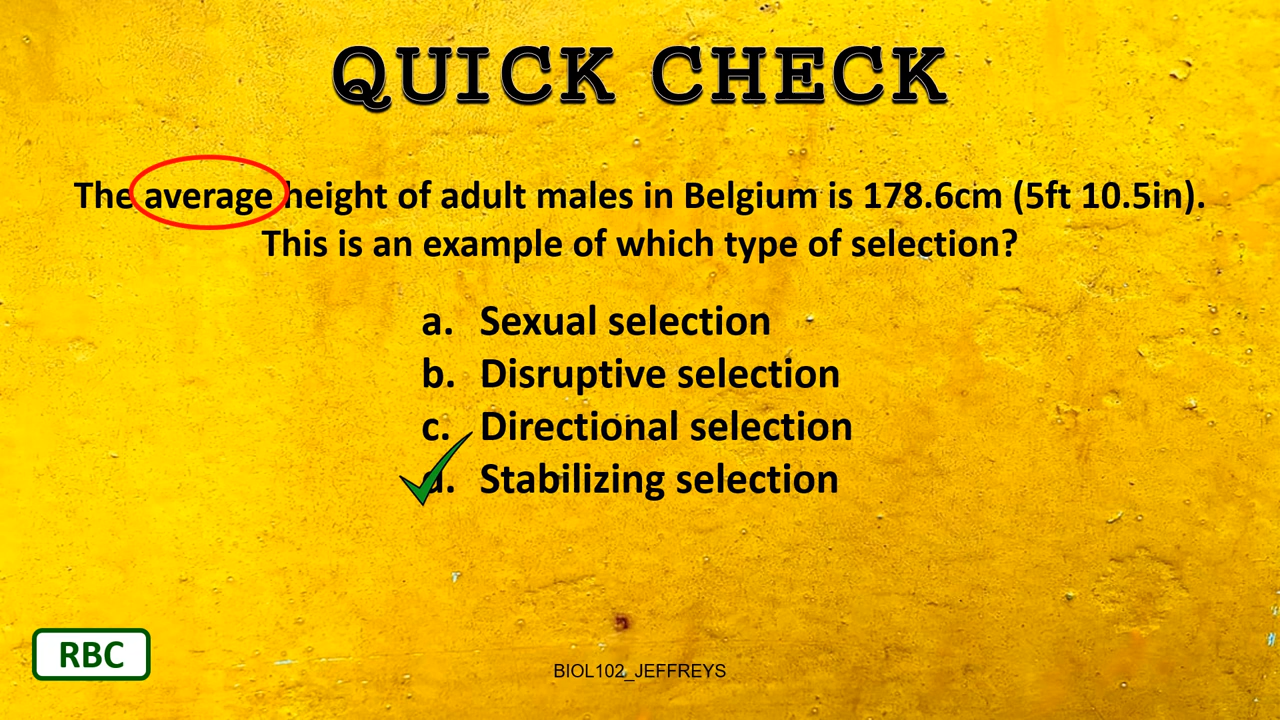 QUICK CHECK
The average height of adult males in Belgium is 178.6cm (5ft 10.5in).
This is an example of which type of selection?
a. Sexual selection
b. Disruptive selection
c. Directional selection
d. Stabilizing selection
RBC
BIOL102_JEFFREYS